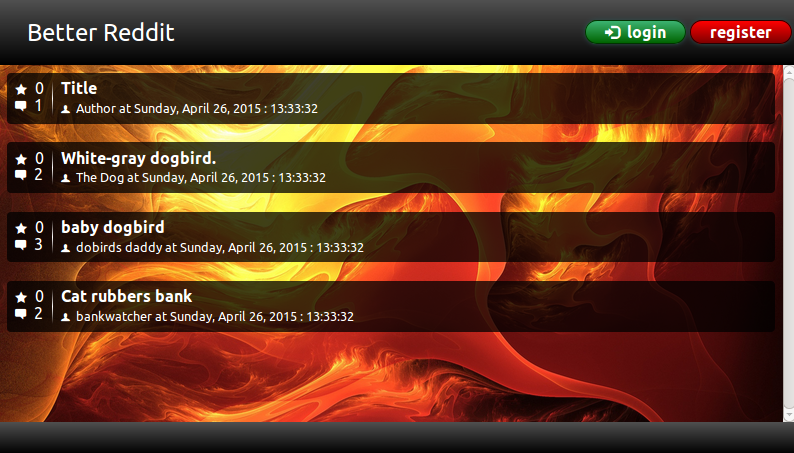 Better Reddit
login
register
0 Title
1 Author at Sunday, April 26, 2015 : 13:33:32
0 White-gray dogbird.
2 The Dog at Sunday, April 26, 2015 : 13:33:32
0 baby dogbird
3 dobirds daddy at Sunday, April 26, 2015 : 13:33:32
0 Cat rubbers bank
2 bankwatcher at Sunday, April 26, 2015 : 13:33:32